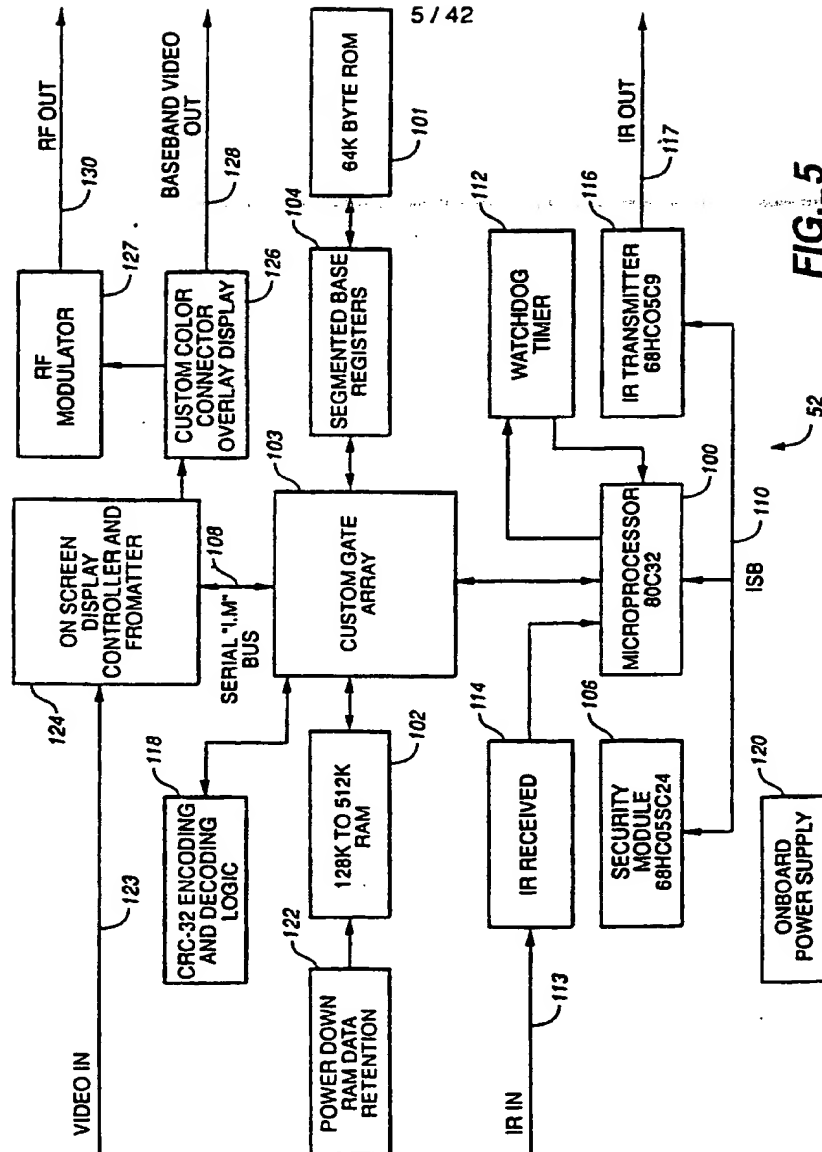 5 / 42
RF OUT
130
127
RF
MODULATOR
BASEBAND VIDEO
OUT
128
CUSTOM COLOR
CONNECTOR
OVERLAY DISPLAY
126
ON SCREEN
DISPLAY
CONTROLLER AND
FROMATTER
124
VIDEO IN
123
SERIAL "I.M"
BUS
108
64K BYTE ROM
101
104
SEGMENTED BASE
REGISTERS
103
CUSTOM GATE
ARRAY
118
CRC-32 ENCODING
AND DECODING
LOGIC
128K TO 512K
RAM
102
122
POWER DOWN
RAM DATA
RETENTION
112
WATCHDOG
TIMER
IR OUT
117
116
IR TRANSMITTER
68HCO5C9
MICROPROCESSOR
80C32
100
114
IR RECEIVED
IR IN
113
SECURITY
MODULE
68HC05SC24
106
ISB
110
52
120
ONBOARD
POWER SUPPLY
FIG._5